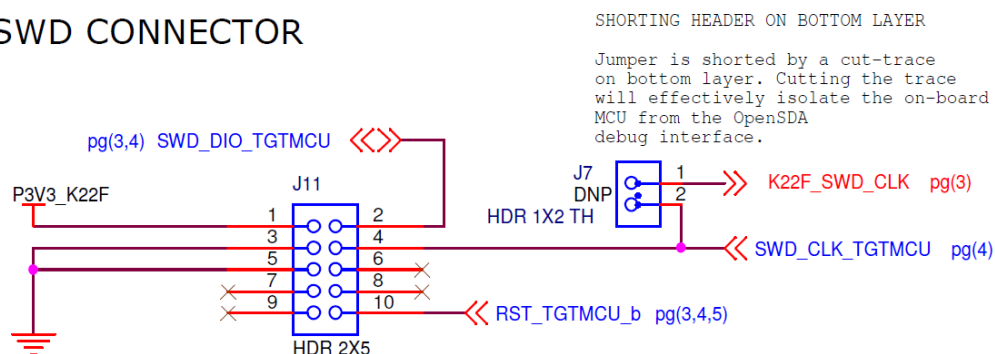 SWD CONNECTOR
SHORTING HEADER ON BOTTOM LAYER
Jumper is shorted by a cut-trace
on bottom layer. Cutting the trace
will effectively isolate the on-board
MCU from the OpenSDA
debug interface.
pg(3,4) SWD_DIO_TGTMCU
P3V3_K22F
J11
1 2
3 4
5 6
7 8
9 10
HDR 2X5
J7
DNP
HDR 1X2 TH
1
2
K22F_SWD_CLK pg(3)
SWD_CLK_TGTMCU pg(4)
RST_TGTMCU_b pg(3,4,5)